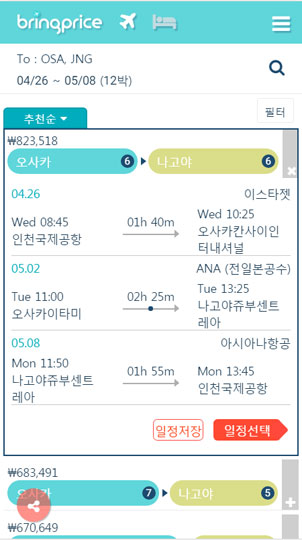 bringprice
To : OSA, JNG
04/26 ~ 05/08 (12박)
추천순
필터
₩823,518
오사카 6 나고야 6
04.26 이스타젯
Wed 08:45 01h 40m Wed 10:25
인천국제공항 오사카칸사이인
터내셔널
05.02 ANA (전일본공수)
Tue 11:00 02h 25m Tue 13:25
오사카이타미 나고야쥬부센트
레아
05.08 아시아나항공
Mon 11:50 01h 55m Mon 13:45
나고야쥬부센트 인천국제공항
레아
일정저장 일정선택
₩683,491
오사카 7 나고야 5
₩670,649